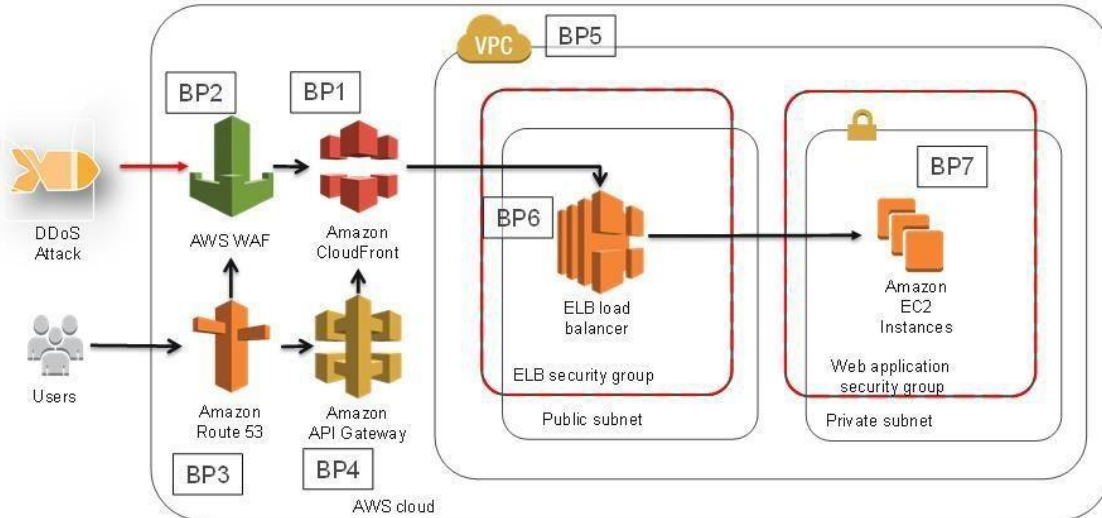 VPC
BP5
BP2
BP1
BP7
BP6
DDoS
Attack
AWS WAF
Amazon
CloudFront
ELB load
balancer
Amazon
EC2
Instances
Users
Amazon
Route 53
Amazon
API Gateway
ELB security group
Web application
security group
Public subnet
Private subnet
BP3
BP4
AWS cloud